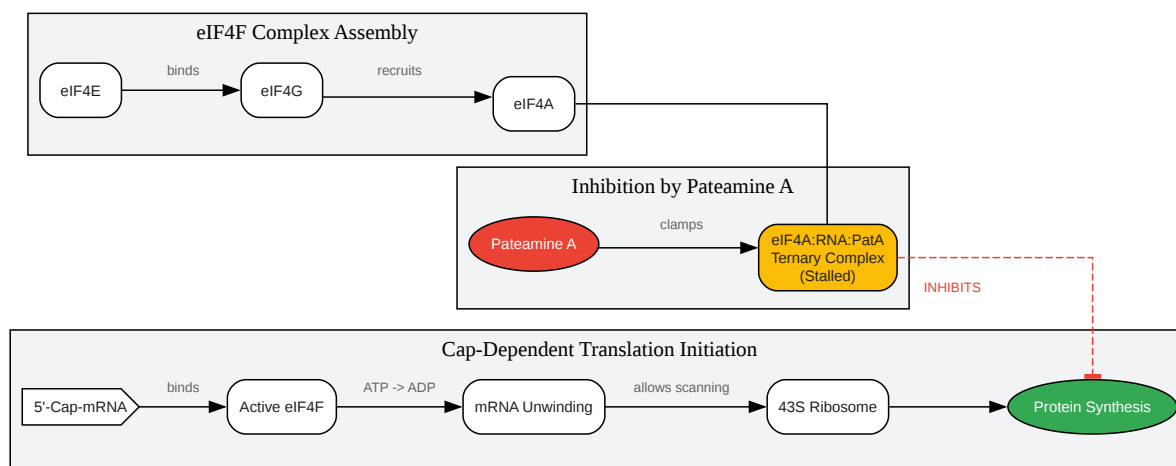 eIF4F Complex Assembly
eIF4E
binds
eIF4G
recruits
eIF4A
Inhibition by Pateamine A
Pateamine A
clamps
eIF4A:RNA:PatA
Ternary Complex
(Stalled)
INHIBITS
Cap-Dependent Translation Initiation
5'-Cap-mRNA
binds
Active eIF4F
ATP -> ADP
mRNA Unwinding
allows scanning
43S Ribosome
Protein Synthesis